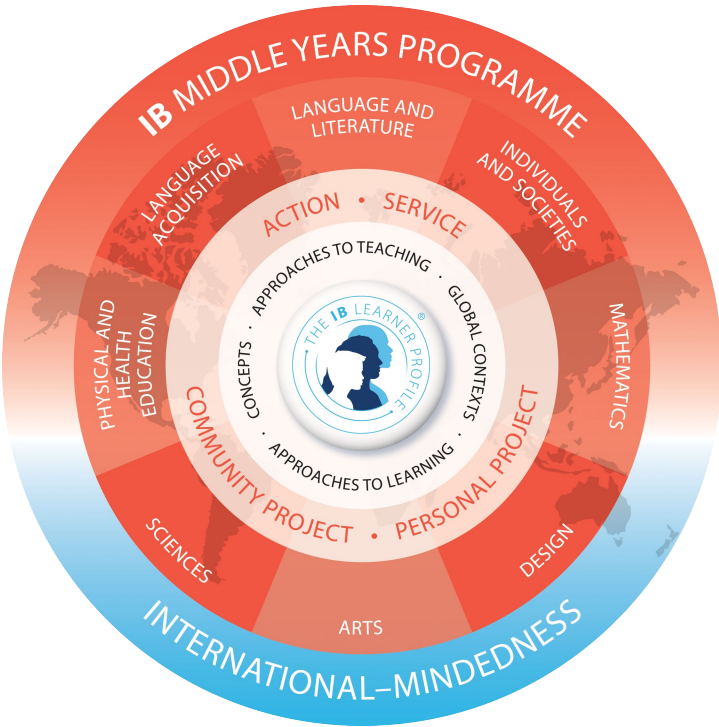 IB MIDDLE YEARS PROGRAMME
LANGUAGE AND
LITERATURE
INDIVIDUALS
AND SOCIETIES
MATHEMATICS
DESIGN
ARTS
SCIENCES
PHYSICAL AND
HEALTH
EDUCATION
LANGUAGE
ACQUISITION
ACTION • SERVICE
COMMUNITY PROJECT • PERSONAL PROJECT
APPROACHES TO TEACHING · GLOBAL CONTEXTS · APPROACHES TO LEARNING · CONCEPTS ·
• THE IB LEARNER PROFILE •
®
INTERNATIONAL–MINDEDNESS